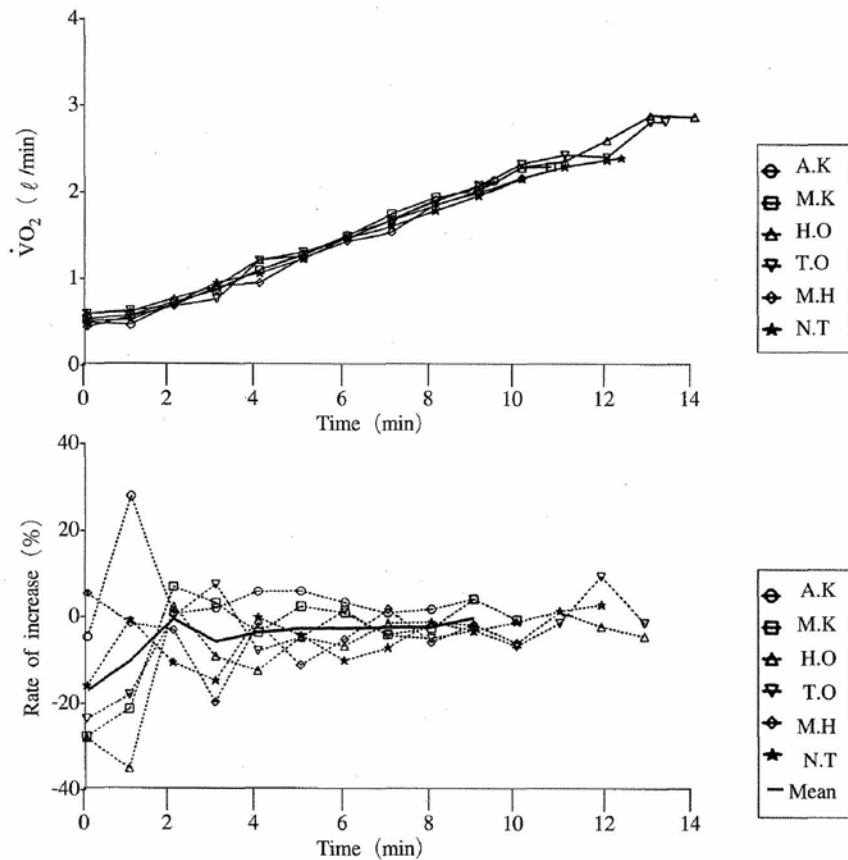 4
3
2
1
0
V̇O₂ (ℓ/min)
0 2 4 6 8 10 12 14
Time (min)
A.K
M.K
H.O
T.O
M.H
N.T
40
20
0
-20
-40
Rate of increase (%)
0 2 4 6 8 10 12 14
Time (min)
A.K
M.K
H.O
T.O
M.H
N.T
Mean